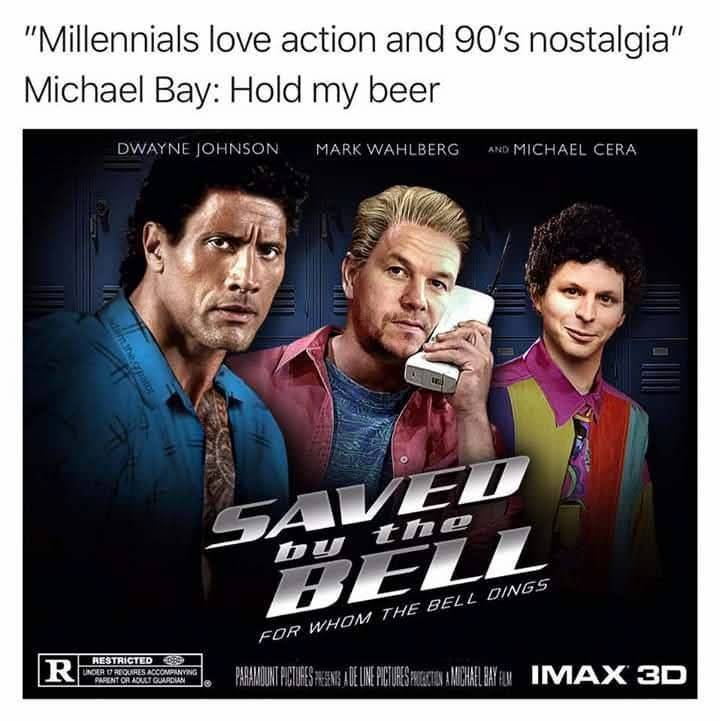 "Millennials love action and 90's nostalgia"
Michael Bay: Hold my beer
DWAYNE JOHNSON MARK WAHLBERG AND MICHAEL CERA
SAVED
by the
BELL
FOR WHOM THE BELL DINGS
R RESTRICTED
UNDER 17 REQUIRES ACCOMPANYING
PARENT OR ADULT GUARDIAN
PARAMOUNT PICTURES PRESENTS A DE LINE PICTURES PRODUCTION A MICHAEL BAY FILM IMAX 3D